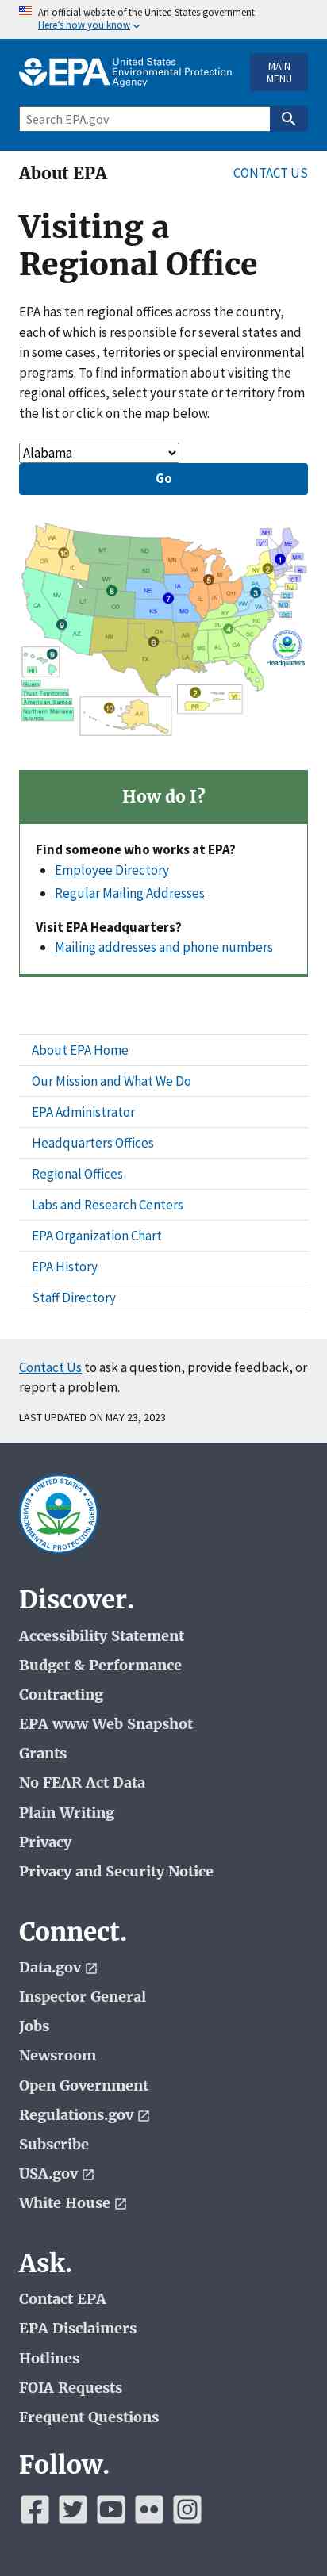 An official website of the United States government
Here's how you know
EPA
United States
Environmental Protection
Agency
MAIN
MENU
Search EPA.gov
About EPA
CONTACT US
Visiting a
Regional Office
EPA has ten regional offices across the country,
each of which is responsible for several states and
in some cases, territories or special environmental
programs. To find information about visiting the
regional offices, select your state or territory from
the list or click on the map below.
Alabama
Go
WA
OR
ID
MT
ND
MN
WI
MI
NY
NH
VT
ME
MA
RI
CT
NJ
DE
MD
DC
10
8
5
2
1
3
SD
WY
NE
IA
IL
IN
OH
PA
WV
VA
NV
UT
CO
KS
MO
KY
CA
7
9
AZ
NM
OK
AR
TN
NC
SC
6
4
TX
LA
MS
AL
GA
FL
Headquarters
9
HI
Guam
Trust Territories
American Samoa
Northern Mariana
Islands
10
AK
2
PR
VI
How do I?
Find someone who works at EPA?
Employee Directory
Regular Mailing Addresses
Visit EPA Headquarters?
Mailing addresses and phone numbers
About EPA Home
Our Mission and What We Do
EPA Administrator
Headquarters Offices
Regional Offices
Labs and Research Centers
EPA Organization Chart
EPA History
Staff Directory
Contact Us to ask a question, provide feedback, or
report a problem.
LAST UPDATED ON MAY 23, 2023
UNITED STATES
ENVIRONMENTAL PROTECTION AGENCY
Discover.
Accessibility Statement
Budget & Performance
Contracting
EPA www Web Snapshot
Grants
No FEAR Act Data
Plain Writing
Privacy
Privacy and Security Notice
Connect.
Data.gov
Inspector General
Jobs
Newsroom
Open Government
Regulations.gov
Subscribe
USA.gov
White House
Ask.
Contact EPA
EPA Disclaimers
Hotlines
FOIA Requests
Frequent Questions
Follow.